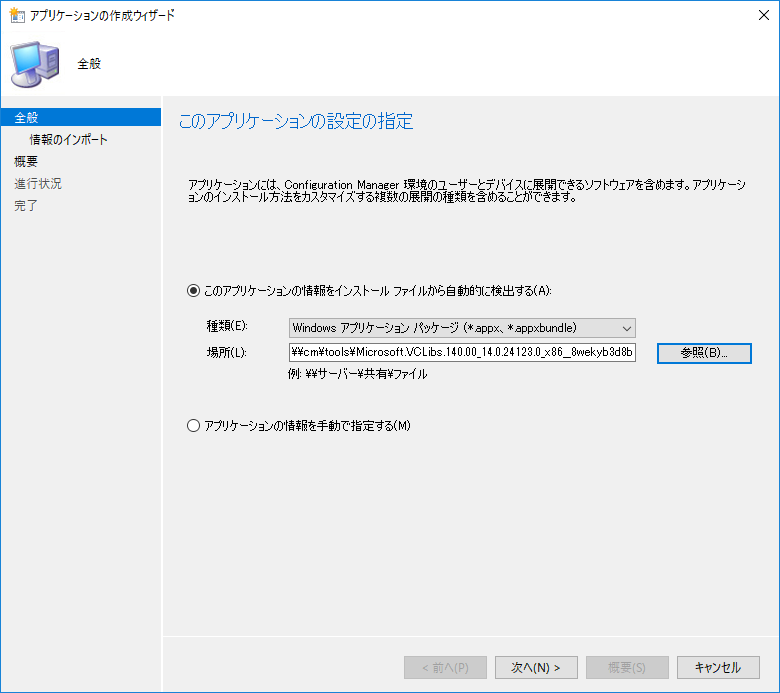 アプリケーションの作成ウィザード
全般
全般
情報のインポート
概要
進行状況
完了
このアプリケーションの設定の指定
アプリケーションには、Configuration Manager 環境のユーザーとデバイスに展開できるソフトウェアを含めます。アプリケーシ
ョンのインストール方法をカスタマイズする複数の展開の種類を含めることができます。
このアプリケーションの情報をインストール ファイルから自動的に検出する(A):
種類(E):
Windows アプリケーション パッケージ (*.appx、*.appxbundle)
場所(L):
¥¥cm¥tools¥Microsoft.VCLibs.140.00_14.0.24123.0_x86__8wekyb3d8b
参照(B)...
例: ¥¥サーバー¥共有¥ファイル
アプリケーションの情報を手動で指定する(M)
< 前へ(P)
次へ(N) >
概要(S)
キャンセル